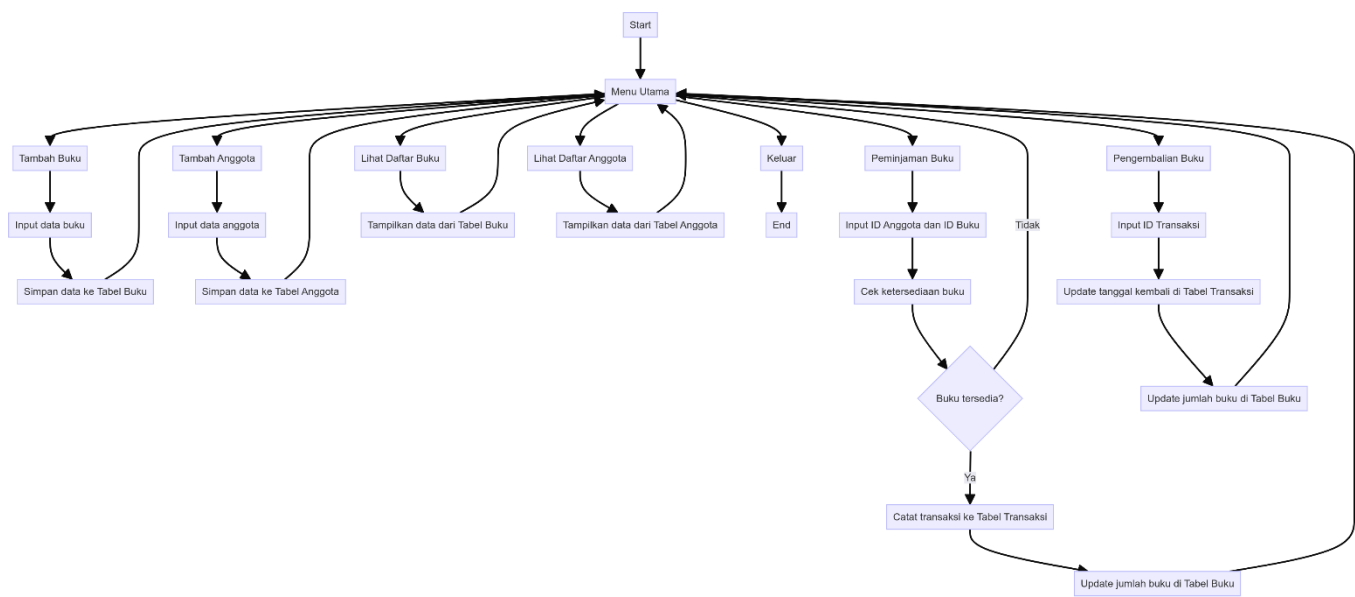 Start
Menu Utama
Tambah Buku
Tambah Anggota
Lihat Daftar Buku
Lihat Daftar Anggota
Keluar
Peminjaman Buku
Pengembalian Buku
Input data buku
Input data anggota
Tampilkan data dari Tabel Buku
Tampilkan data dari Tabel Anggota
End
Input ID Anggota dan ID Buku
Tidak
Input ID Transaksi
Simpan data ke Tabel Buku
Simpan data ke Tabel Anggota
Cek ketersediaan buku
Update tanggal kembali di Tabel Transaksi
Buku tersedia?
Update jumlah buku di Tabel Buku
Ya
Catat transaksi ke Tabel Transaksi
Update jumlah buku di Tabel Buku